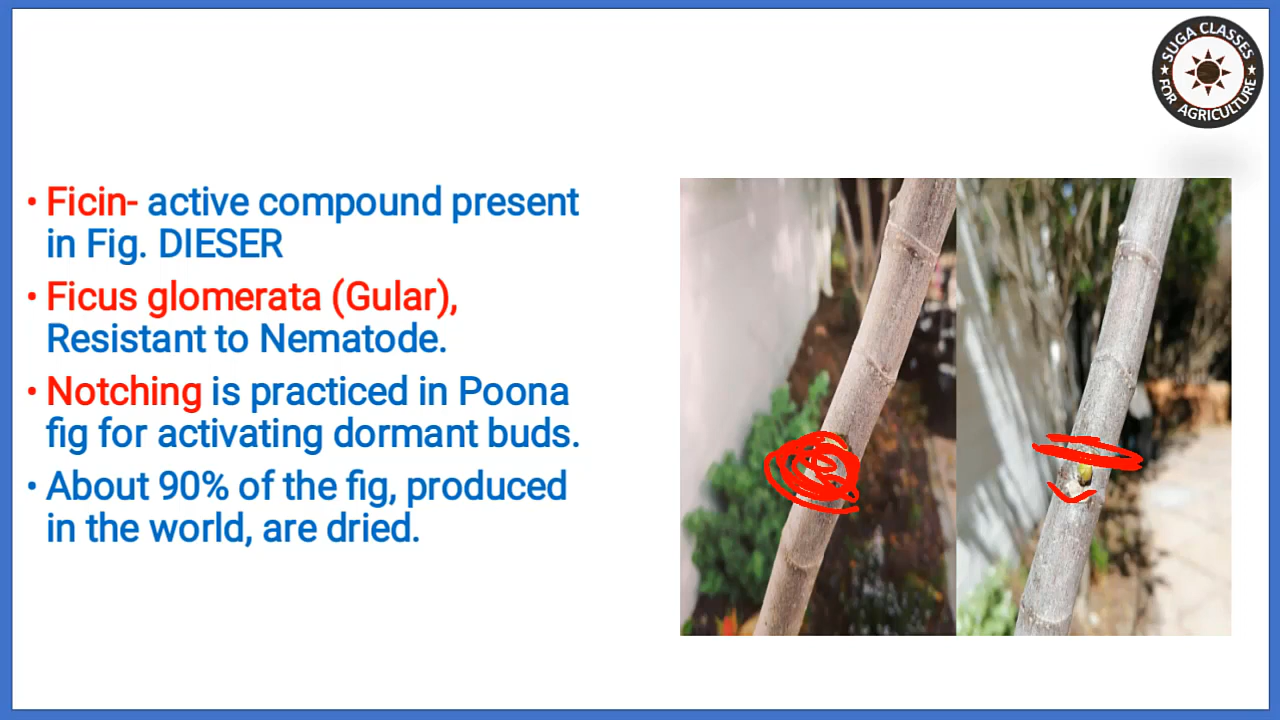 SUGA CLASSES
FOR AGRICULTURE
• Ficin- active compound present
in Fig. DIESER
• Ficus glomerata (Gular),
Resistant to Nematode.
• Notching is practiced in Poona
fig for activating dormant buds.
• About 90% of the fig, produced
in the world, are dried.